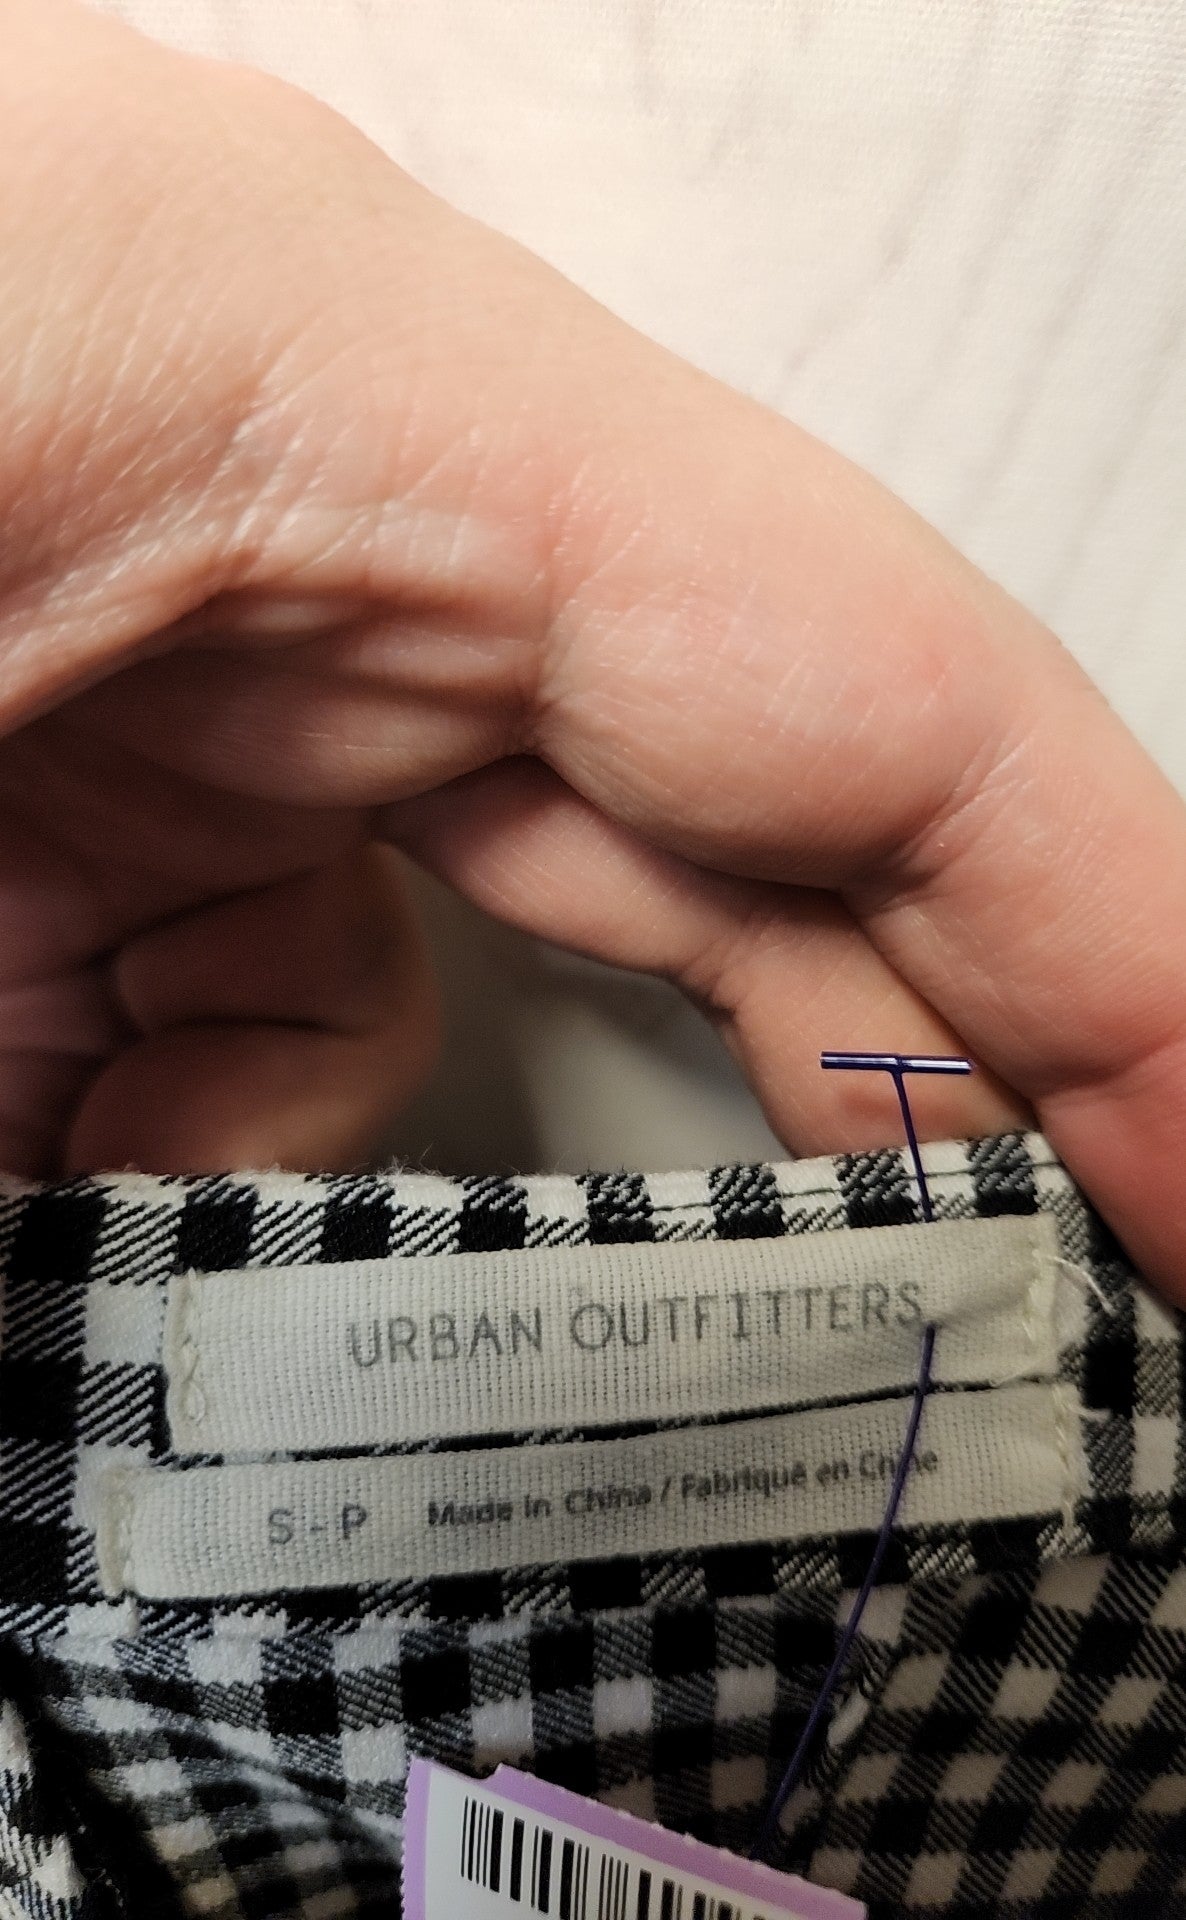 URBAN OUTFITTERS
S - P Made in China / Fabriqué en Chine